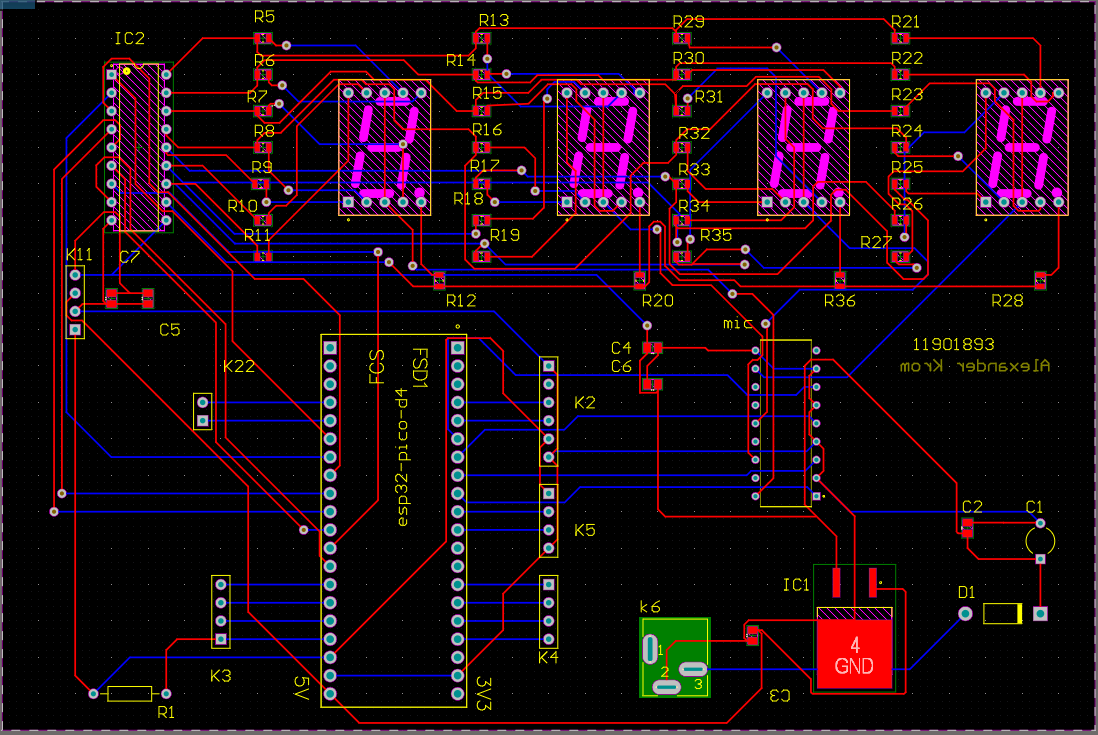 R5 R13 R29 R21
IC2
R6 R14 R30 R22
R7 R15 R31 R23
R8 R16 R32 R24
R9 R17 R33 R25
R10 R18 R34 R26
R11 R19 R35 R27
K11 C7
R12 R20 R36 R28
C5
mic
11901893
C4
C6
Alexander Krom
K22
FCS FSD1
esp32-pico-d4
K2
K5
C2 C1
IC1
D1
k6
4
GND
1
2
3
K3
K4
5V 3V3
C3
R1